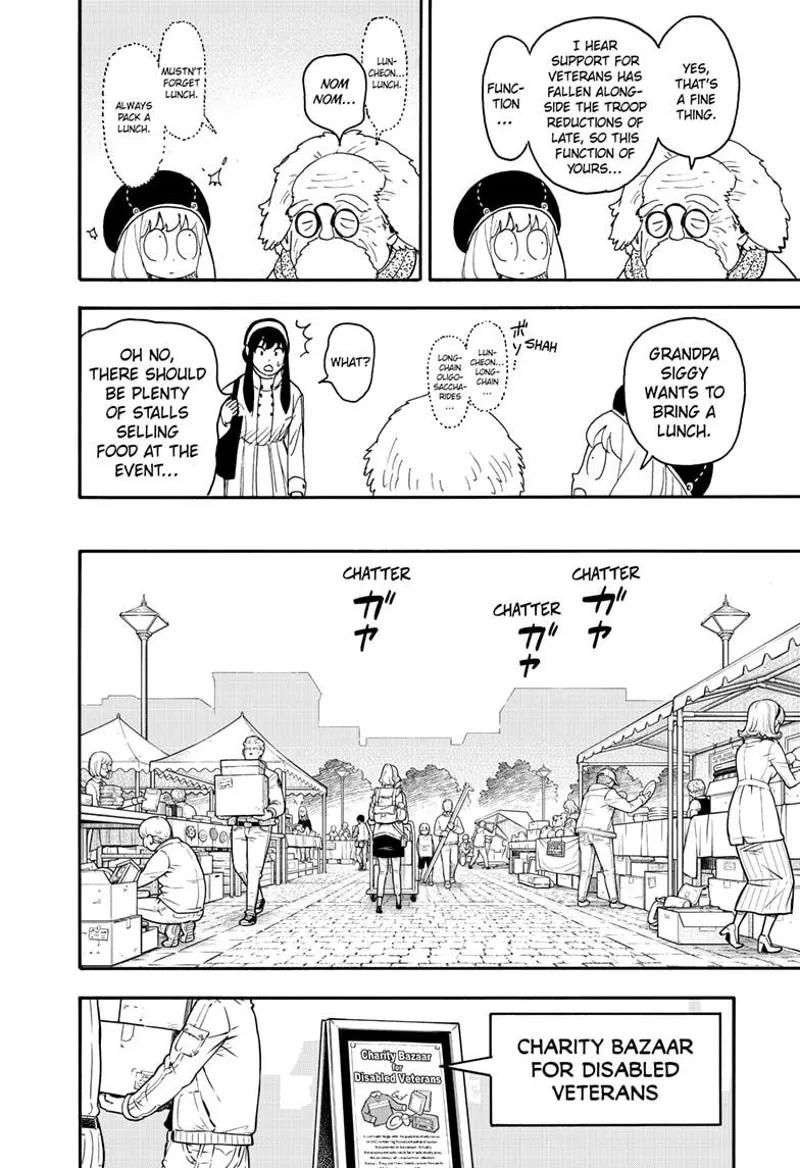 YES,
THAT'S
A FINE
THING.
I HEAR
SUPPORT FOR
VETERANS HAS
FALLEN ALONG-
SIDE THE TROOP
REDUCTIONS OF
LATE, SO THIS
FUNCTION OF
YOURS...
FUNC-
TION
...
LUN-
CHEON...
LUNCH.
NOM
NOM...
MUSTN'T
FORGET
LUNCH.
ALWAYS
PACK A
LUNCH.
GRANDPA
SIGGY
WANTS TO
BRING A
LUNCH.
ボソッ
SHAH
LUN-
CHEON...
LONG-
CHAIN
...
LONG-
CHAIN
OLIGO-
SACCHA-
RIDES
...
WHAT?
OH NO,
THERE SHOULD
BE PLENTY
OF STALLS
SELLING
FOOD AT THE
EVENT...
CHATTER
ガヤ
CHATTER
ガヤ
CHATTER
ガヤ
CHARITY BAZAAR
FOR DISABLED
VETERANS
Charity Bazaar
for
Disabled Veterans